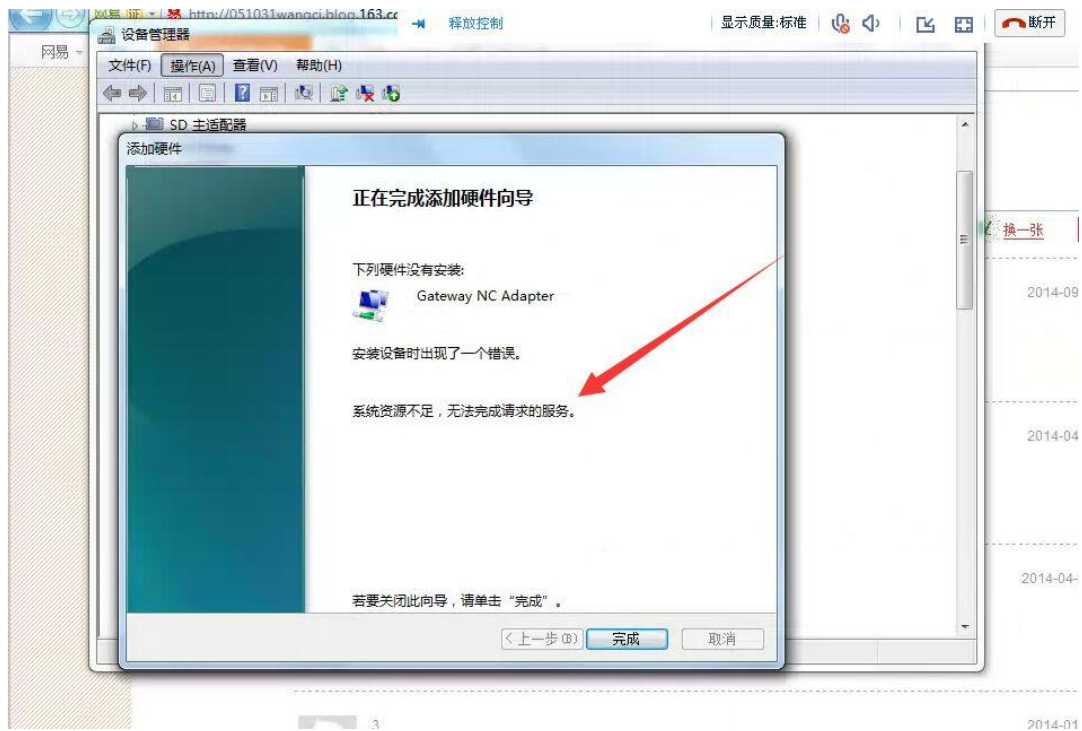 http://051031wangci.blog.163.cc
释放控制
显示质量:标准
断开
设备管理器
网易
文件(F) 操作(A) 查看(V) 帮助(H)
SD 主适配器
添加硬件
正在完成添加硬件向导
换一张
下列硬件没有安装:
Gateway NC Adapter
2014-09
安装设备时出现了一个错误。
系统资源不足，无法完成请求的服务。
2014-04
2014-04-
若要关闭此向导，请单击“完成”。
<上一步(B) 完成 取消
3
2014-01